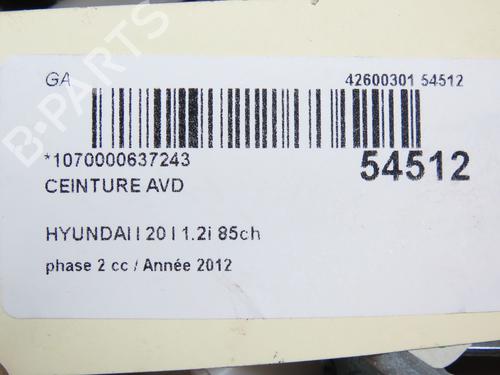 GA
42600301 54512
*1070000637243
54512
CEINTURE AVD
HYUNDAI I 20 I 1.2i 85ch
phase 2 cc / Année 2012
B-PARTS